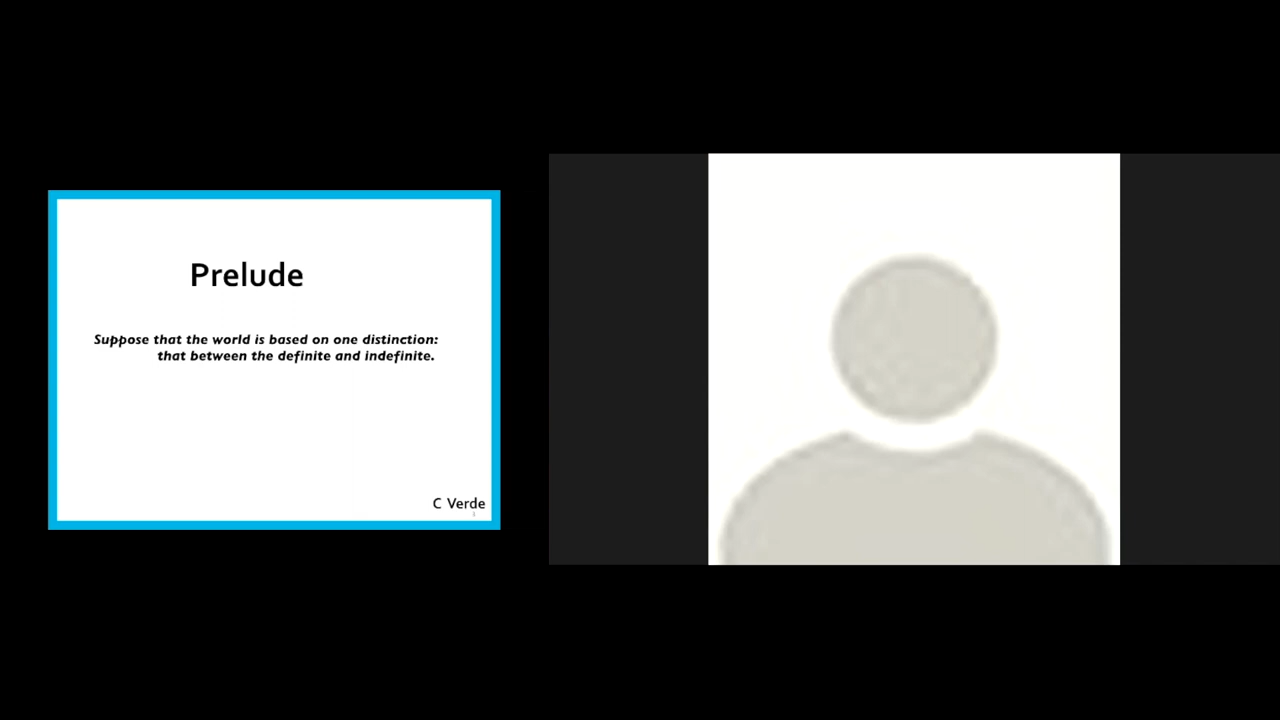 Prelude
Suppose that the world is based on one distinction:
that between the definite and indefinite.
C Verde